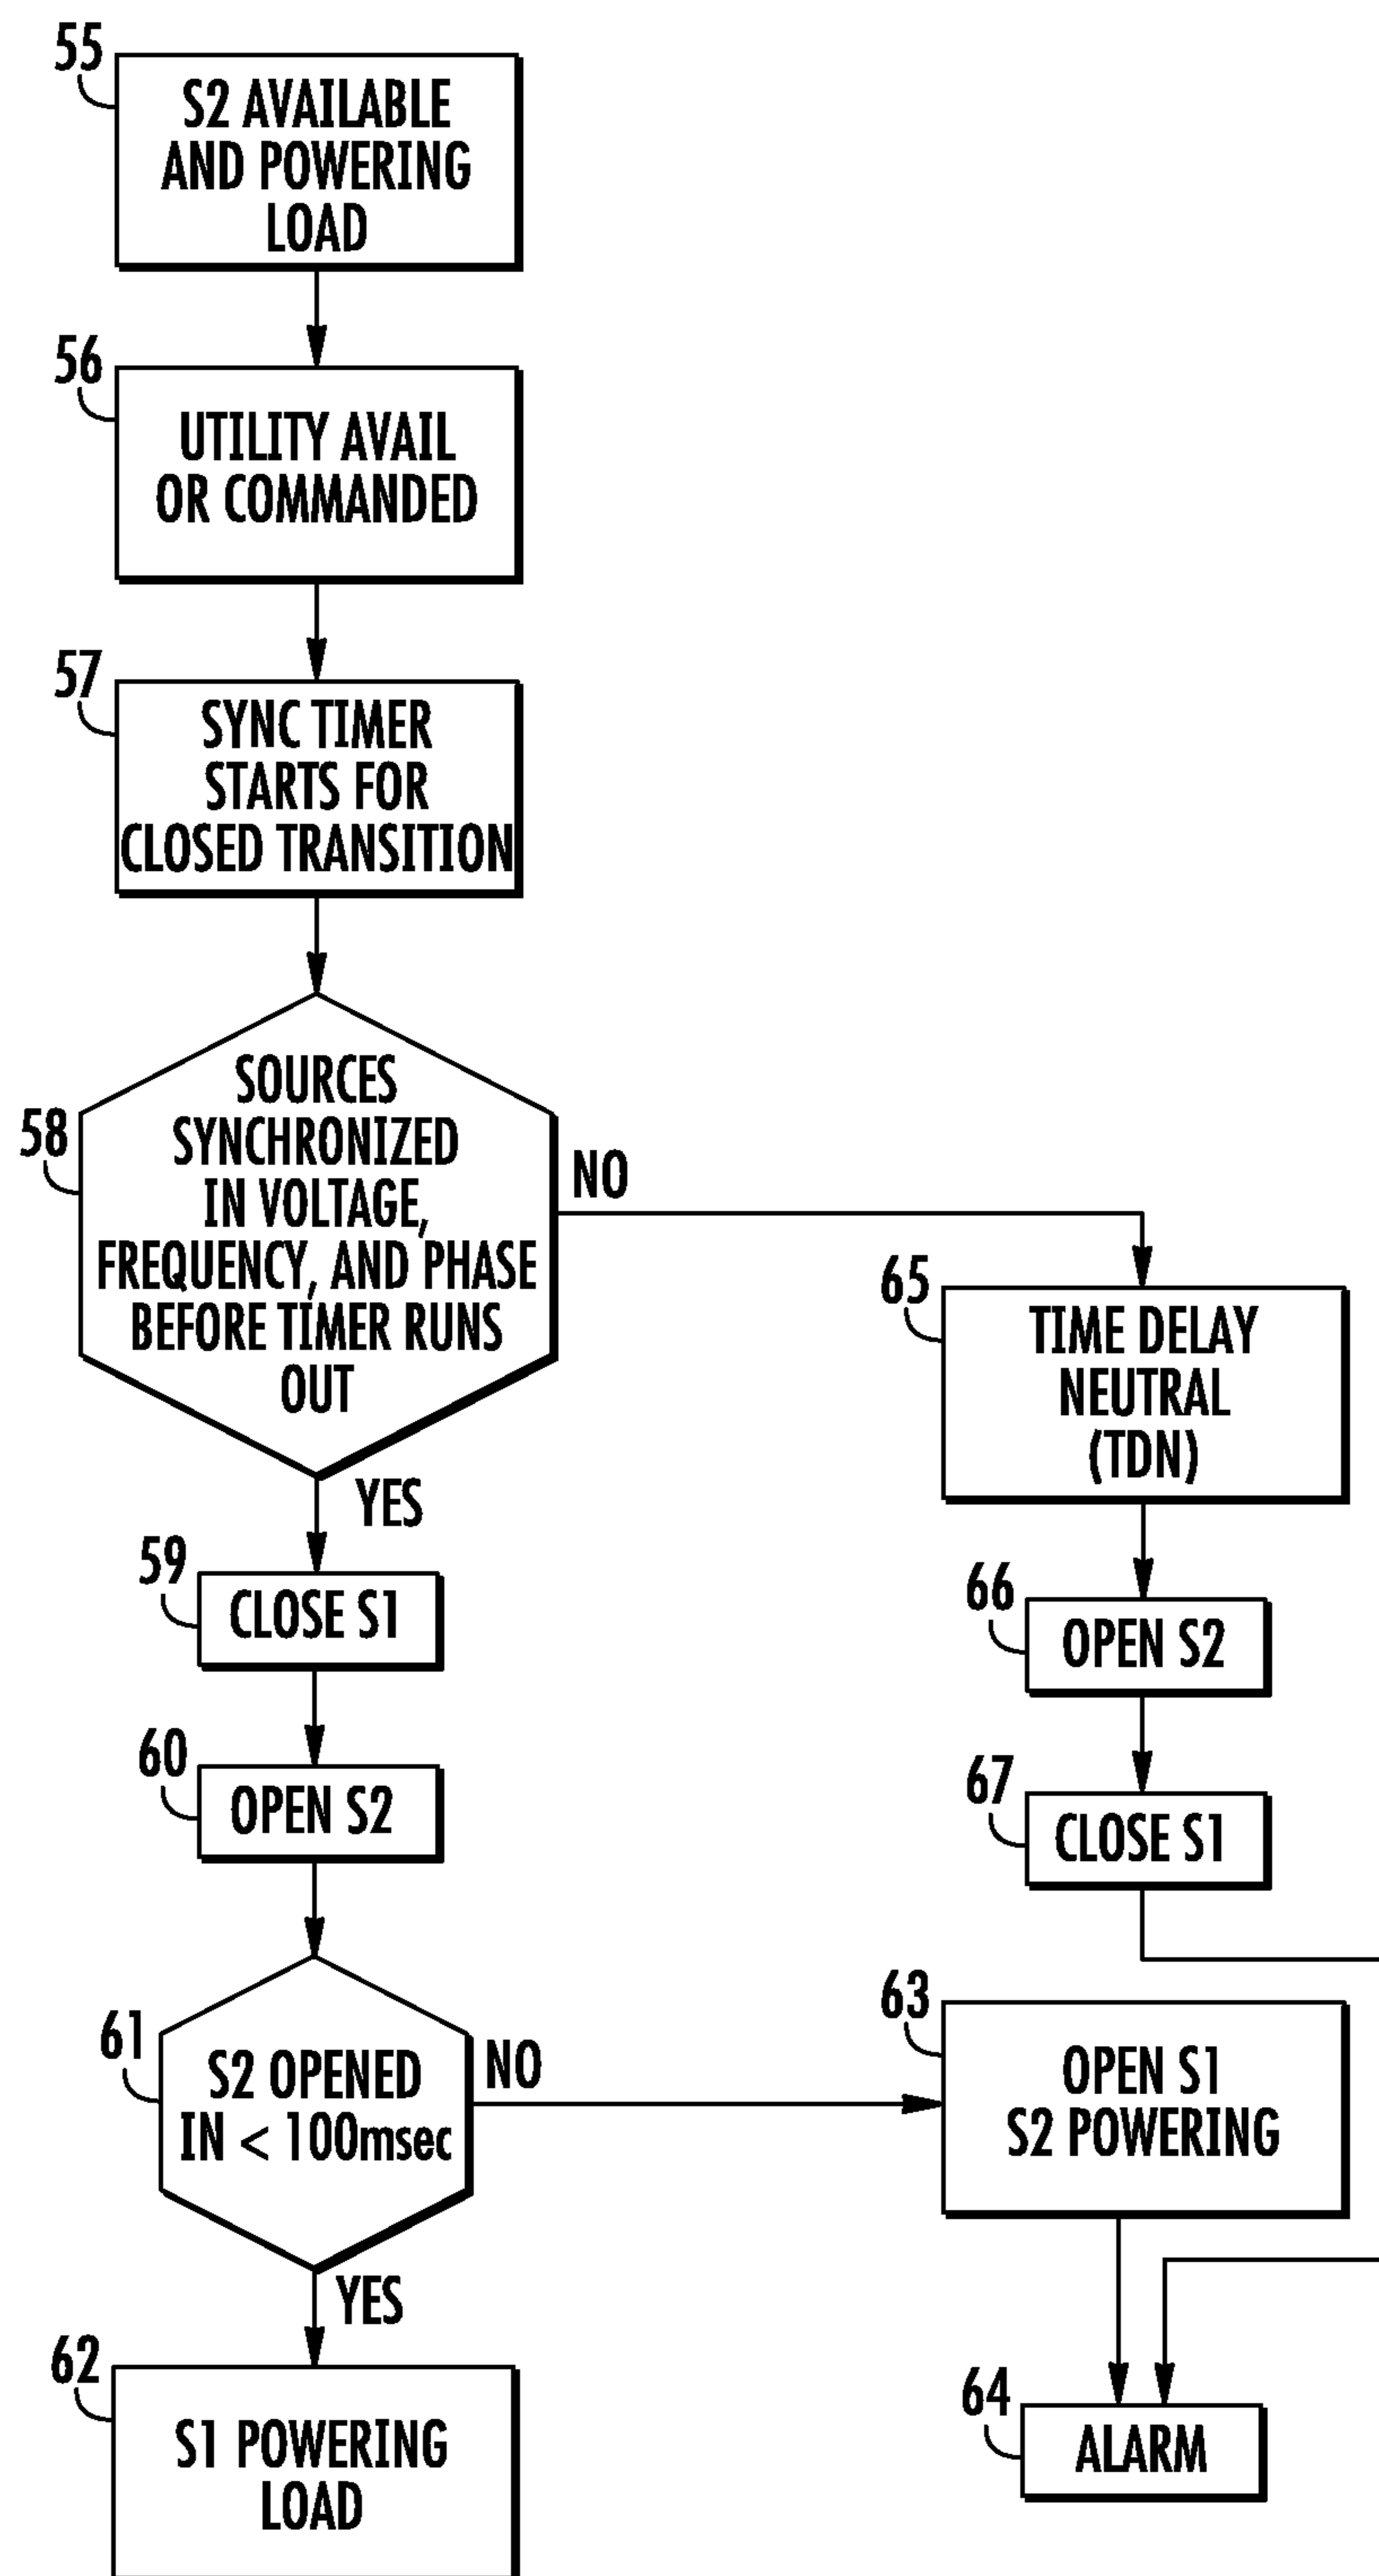 55
S2 AVAILABLE
AND POWERING
LOAD
56
UTILITY AVAIL
OR COMMANDED
57
SYNC TIMER
STARTS FOR
CLOSED TRANSITION
58
SOURCES
SYNCHRONIZED
IN VOLTAGE,
FREQUENCY, AND PHASE
BEFORE TIMER RUNS
OUT
NO
YES
65
TIME DELAY
NEUTRAL
(TDN)
59
CLOSE S1
66
OPEN S2
60
OPEN S2
67
CLOSE S1
61
S2 OPENED
IN < 100msec
NO
YES
63
OPEN S1
S2 POWERING
62
S1 POWERING
LOAD
64
ALARM